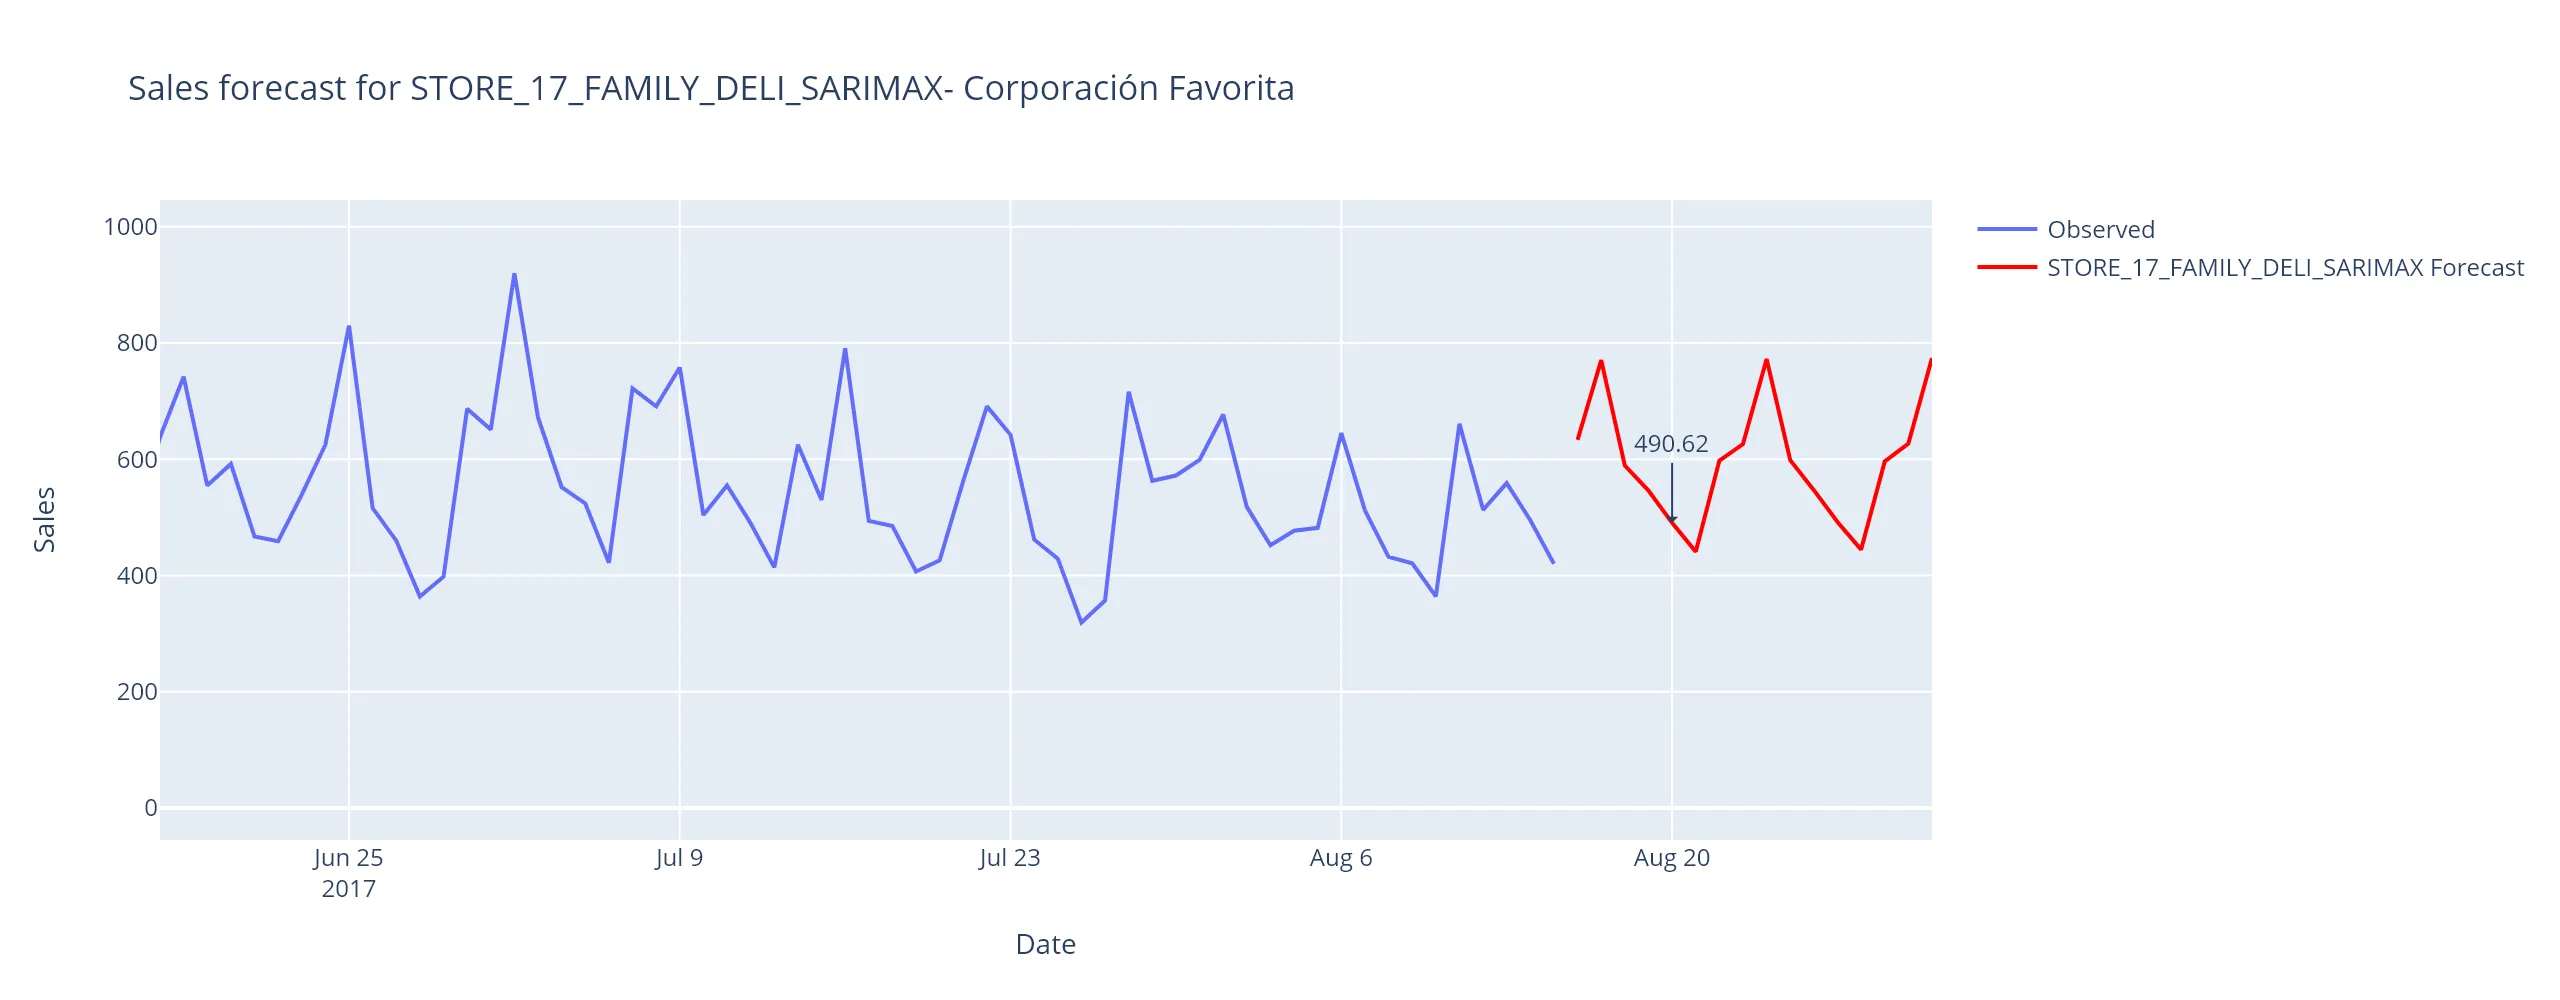 Sales forecast for STORE_17_FAMILY_DELI_SARIMAX- Corporación Favorita
Observed
STORE_17_FAMILY_DELI_SARIMAX Forecast
1000
800
600
400
200
0
Sales
490.62
Jun 25
2017
Jul 9
Jul 23
Aug 6
Aug 20
Date